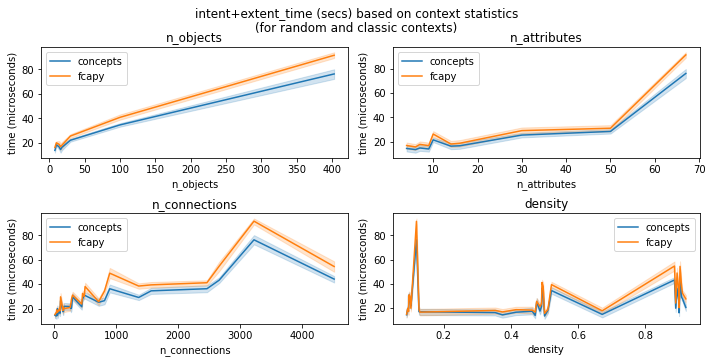 intent+extent_time (secs) based on context statistics
(for random and classic contexts)
n_objects
time (microseconds)
80
60
40
20
concepts
fcapy
0 50 100 150 200 250 300 350 400
n_objects
n_attributes
time (microseconds)
80
60
40
20
concepts
fcapy
10 20 30 40 50 60 70
n_attributes
n_connections
time (microseconds)
80
60
40
20
concepts
fcapy
0 1000 2000 3000 4000
n_connections
density
time (microseconds)
80
60
40
20
concepts
fcapy
0.2 0.4 0.6 0.8
density